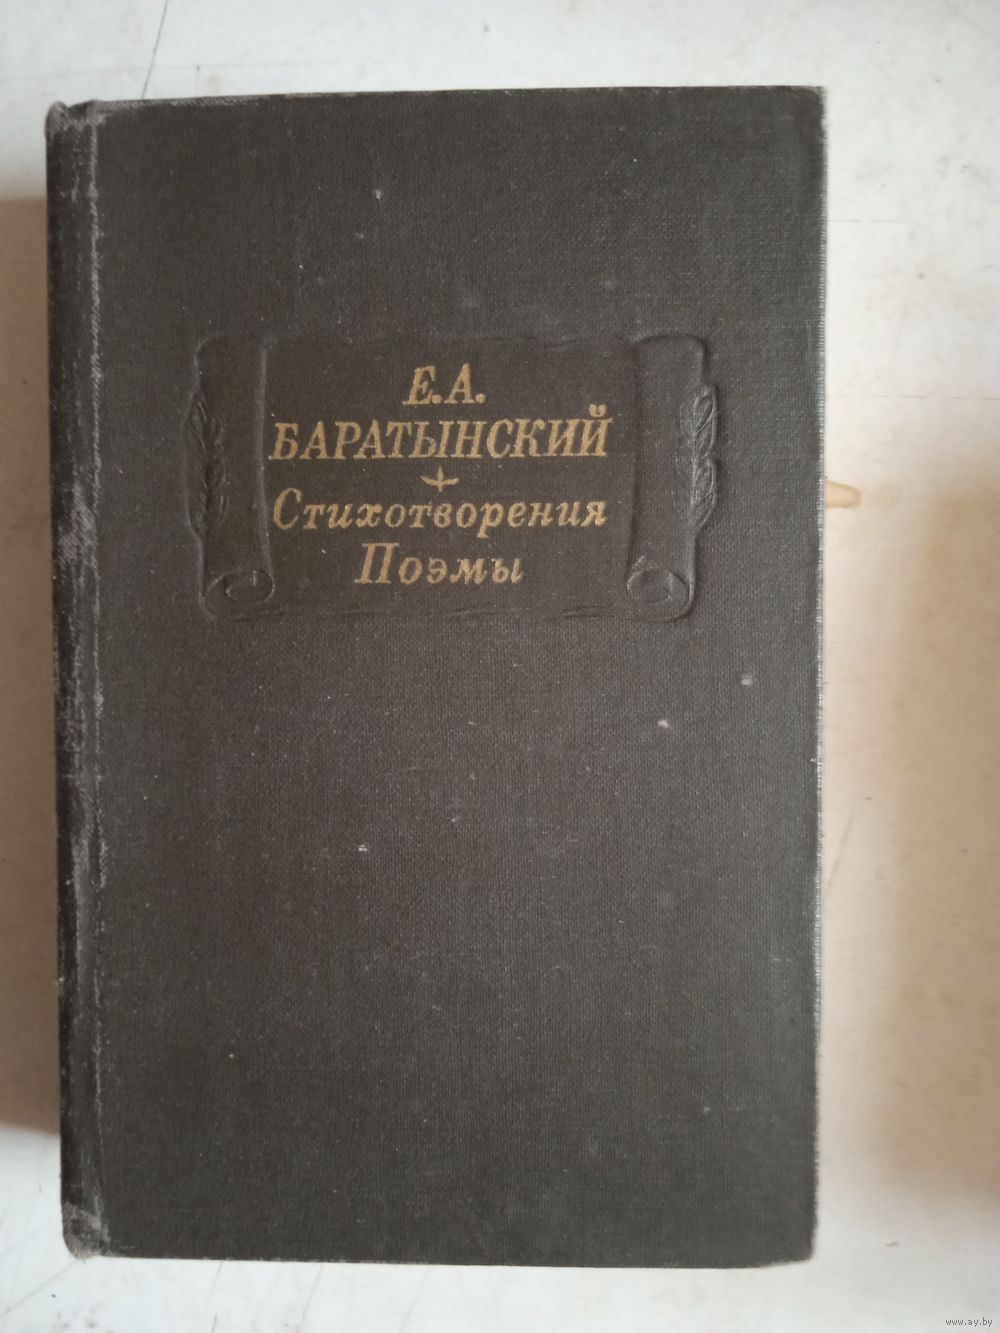 Е.А.
БАРАТЫНСКИЙ
Стихотворения
Поэмы
www.ay.by